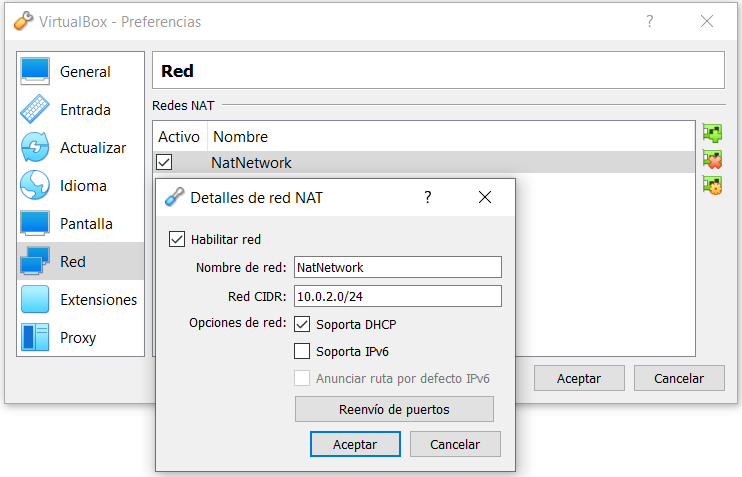 VirtualBox - Preferencias
General
Entrada
Actualizar
Idioma
Pantalla
Red
Extensiones
Proxy
Red
Redes NAT
Activo Nombre
NatNetwork
Detalles de red NAT ?
Habilitar red
Nombre de red: NatNetwork
Red CIDR: 10.0.2.0/24
Opciones de red: Soporta DHCP
Soporta IPv6
Anunciar ruta por defecto IPv6
Reenvío de puertos
Aceptar Cancelar
Aceptar Cancelar